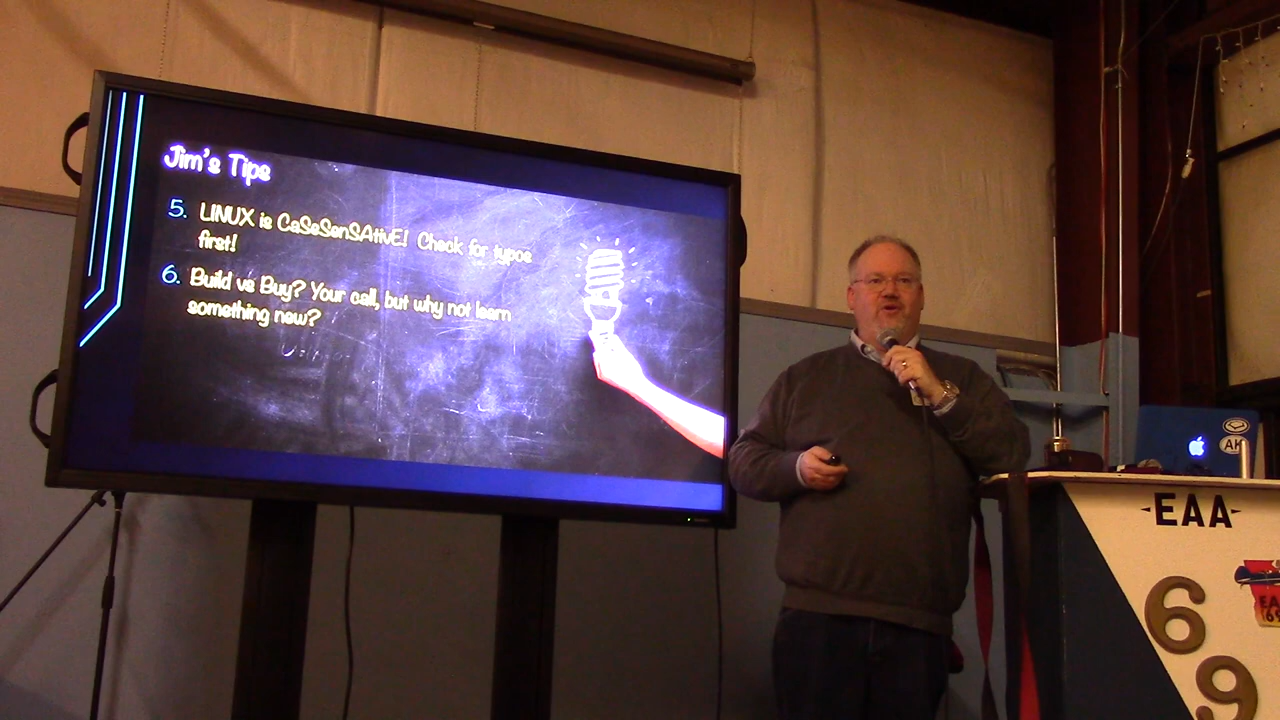 Jim's Tips
5. LINUX is CaSeSenSAtivE! Check for typos
first!
6. Build vs Buy? Your call, but why not learn
something new?
AK
EAA
69